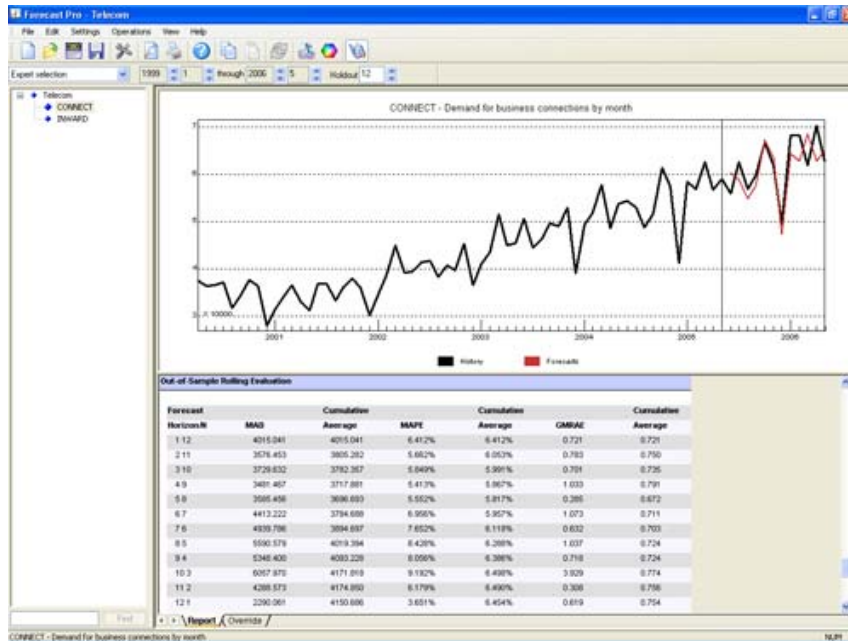 Forecast Pro - Telecom
File Edit Settings Operations View Help
Expert selection 1999 1 through 2006 5 Holdout 12
Telecom
CONNECT
INWARD
CONNECT - Demand for business connections by month
7
6
5
4
3 X 10000
2001 2002 2003 2004 2005 2006
History Forecasts
Out-of-Sample Rolling Evaluation
Forecast Cumulative Cumulative Cumulative
Horizon N MAD Average MAPE Average GMRAE Average
1 12 4015.041 4015.041 6.412% 6.412% 0.721 0.721
2 11 3576.453 3805.282 5.662% 6.053% 0.783 0.750
3 10 3729.632 3782.357 5.849% 5.991% 0.701 0.735
4 9 3481.467 3717.881 5.413% 5.867% 1.033 0.791
5 8 3585.456 3696.693 5.552% 5.817% 0.285 0.672
6 7 4413.222 3784.688 6.956% 5.957% 1.073 0.711
7 6 4939.786 3894.697 7.652% 6.118% 0.632 0.703
8 5 5590.579 4019.394 8.428% 6.288% 1.037 0.724
9 4 5348.400 4093.228 8.056% 6.386% 0.718 0.724
10 3 6067.970 4171.818 9.192% 6.498% 3.929 0.774
11 2 4288.573 4174.850 6.179% 6.490% 0.308 0.756
12 1 2290.061 4150.686 3.651% 6.454% 0.619 0.754
Find Report Override
CONNECT - Demand for business connections by month NUM